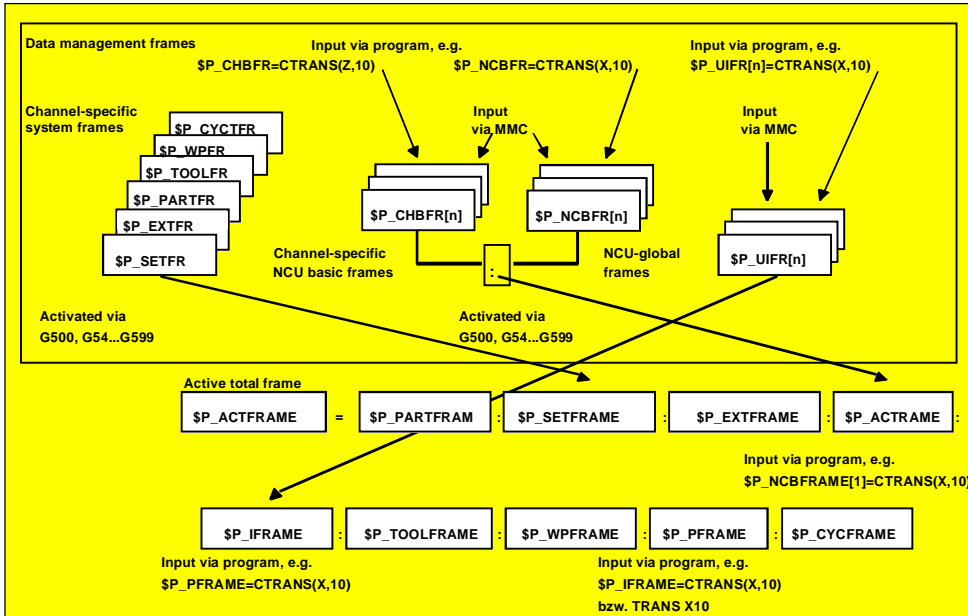 Data management frames
Input via program, e.g.
$P_CHBFR=CTRANS(Z,10)
$P_NCBFR=CTRANS(X,10)
Input via program, e.g.
$P_UIFR[n]=CTRANS(X,10)
Channel-specific
system frames
$P_CYCTFR
$P_WPFR
$P_TOOLFR
$P_PARTFR
$P_EXTFR
$P_SETFR
Input
via MMC
Input
via MMC
$P_CHBFR[n]
$P_NCBFR[n]
$P_UIFR[n]
Channel-specific
NCU basic frames
:
NCU-global
frames
Activated via
G500, G54...G599
Activated via
G500, G54...G599
Active total frame
$P_ACTFRAME = $P_PARTFRAM : $P_SETFRAME : $P_EXTFRAME : $P_ACTRAME :
Input via program, e.g.
$P_NCBFRAME[1]=CTRANS(X,10)
$P_IFRAME : $P_TOOLFRAME : $P_WPFRAME : $P_PFRAME : $P_CYCFRAME
Input via program, e.g.
$P_PFRAME=CTRANS(X,10)
Input via program, e.g.
$P_IFRAME=CTRANS(X,10)
bzw. TRANS X10